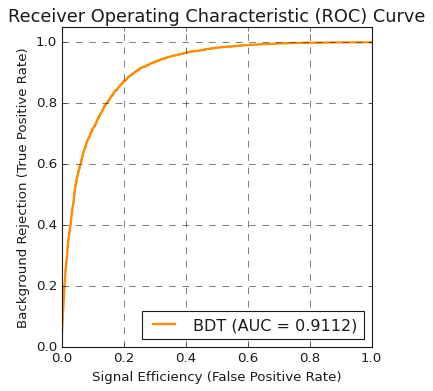 Receiver Operating Characteristic (ROC) Curve
Background Rejection (True Positive Rate)
1.0
0.8
0.6
0.4
0.2
0.0
BDT (AUC = 0.9112)
0.0 0.2 0.4 0.6 0.8 1.0
Signal Efficiency (False Positive Rate)